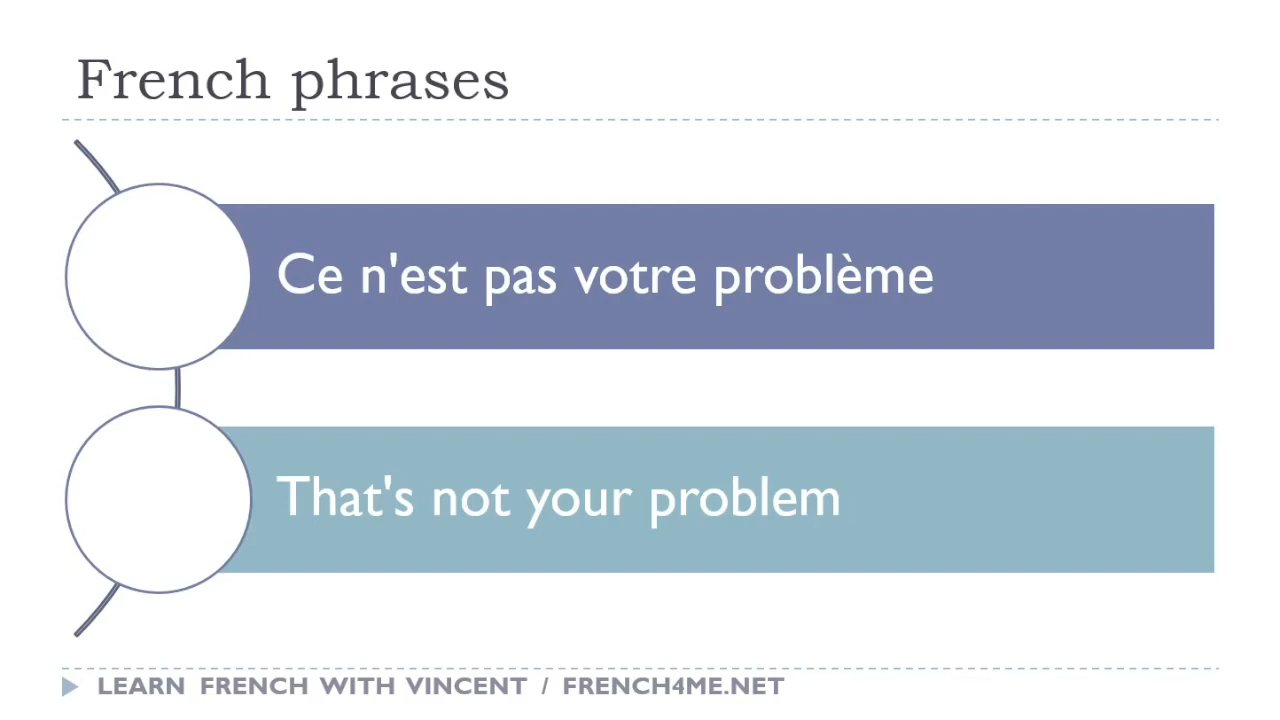 French phrases
Ce n'est pas votre problème
That's not your problem
LEARN FRENCH WITH VINCENT / FRENCH4ME.NET